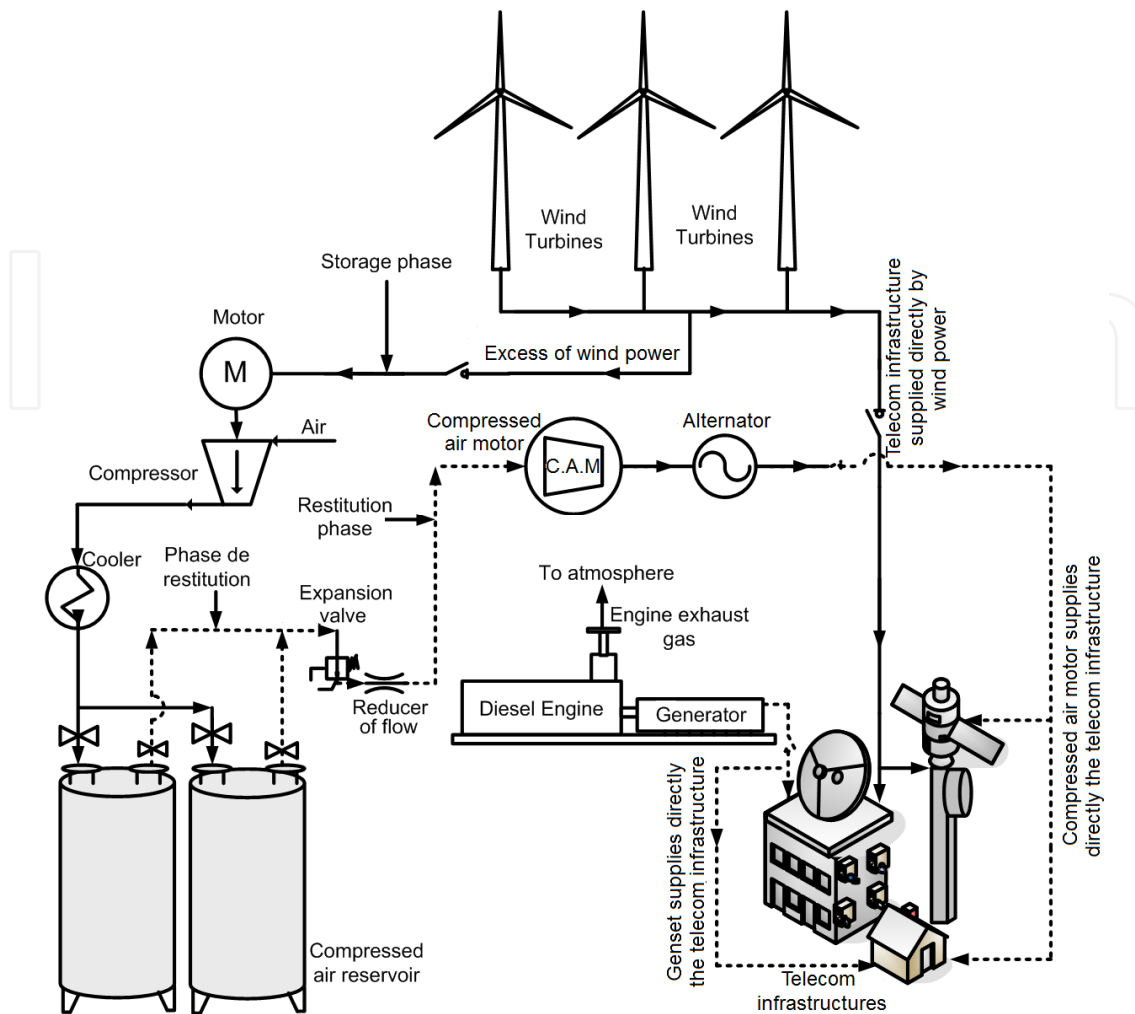 Wind
Turbines
Wind
Turbines
Storage phase
Telecom infrastructure
supplied directly by
wind power
Motor
M
Excess of wind power
Air
Compressor
Compressed
air motor
C.A.M
Alternator
Restitution
phase
Cooler
Phase de
restitution
Expansion
valve
Reducer
of flow
To atmosphere
Engine exhaust
gas
Diesel Engine
Generator
Genset supplies directly
the telecom infrastructure
Compressed air motor supplies
directly the telecom infrastructure
Compressed
air reservoir
Telecom
infrastructures